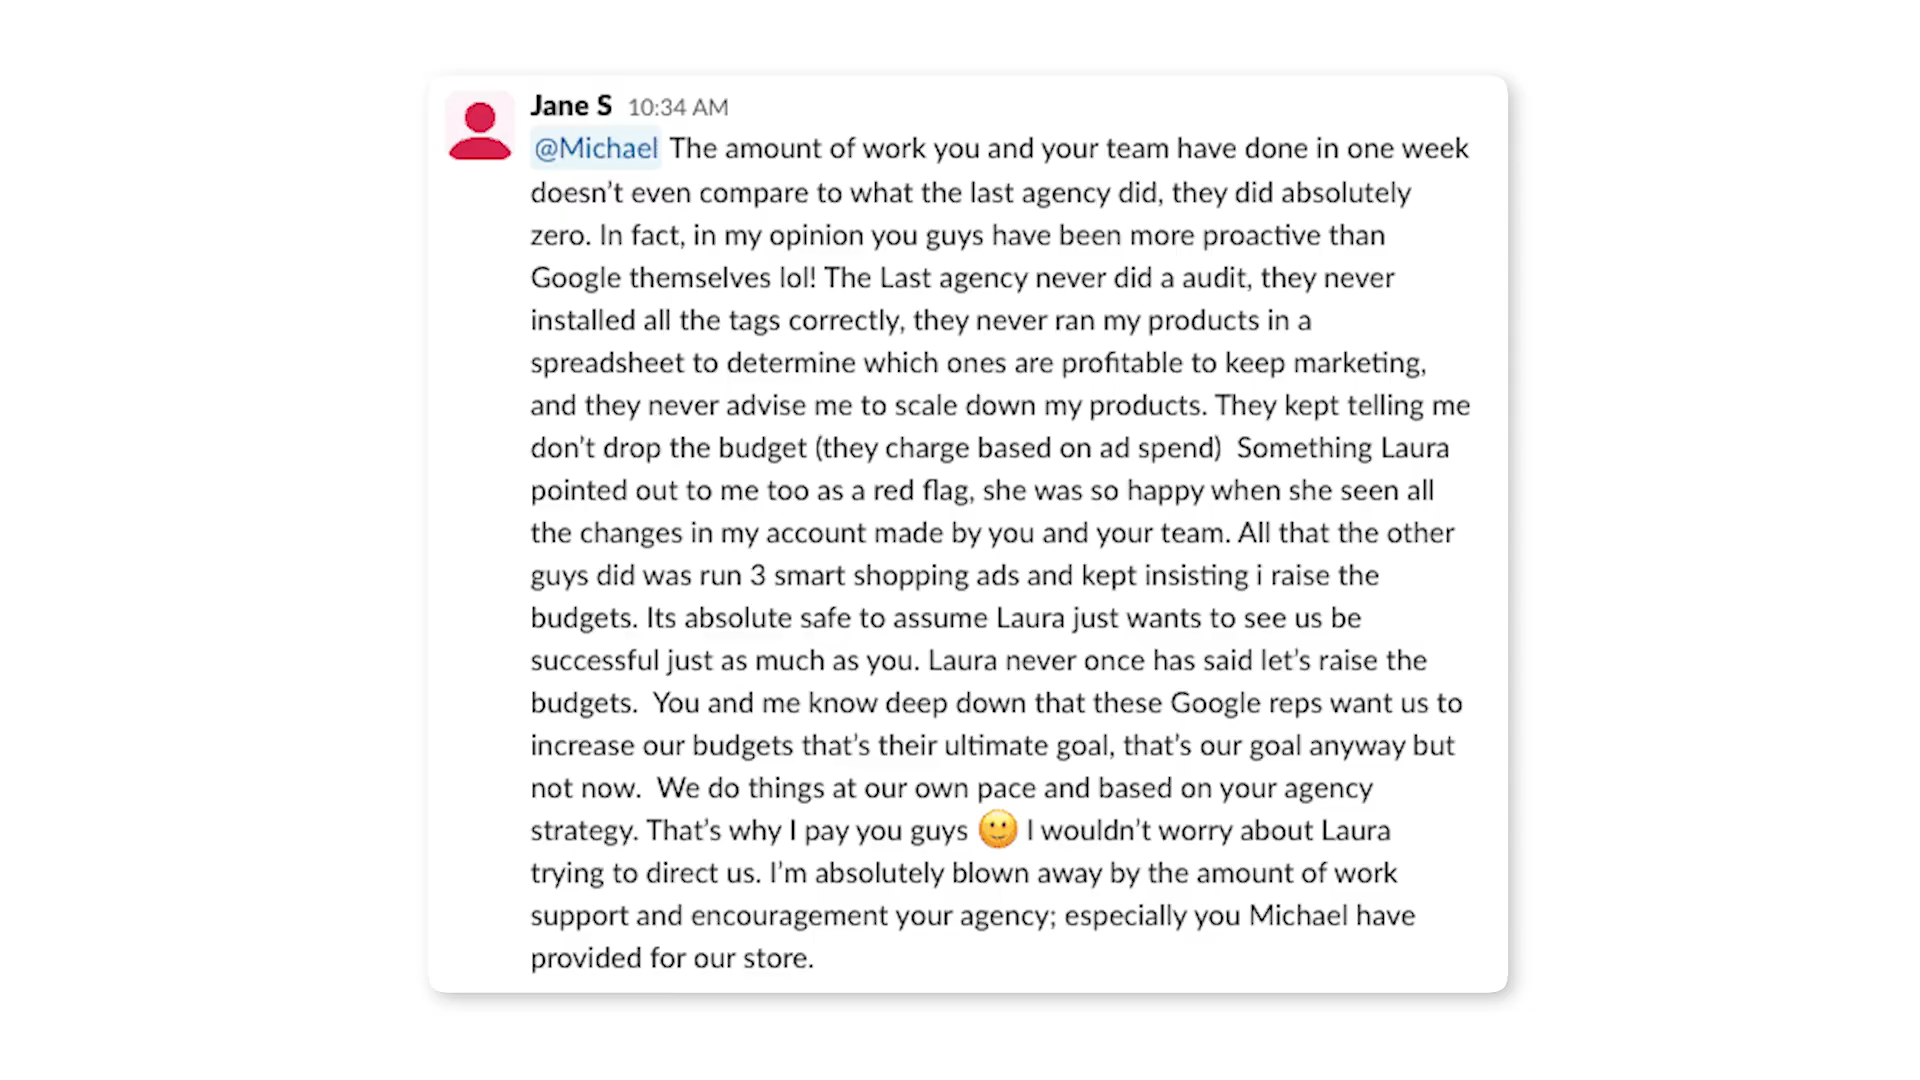 Jane S 10:34 AM
@Michael The amount of work you and your team have done in one week
doesn’t even compare to what the last agency did, they did absolutely
zero. In fact, in my opinion you guys have been more proactive than
Google themselves lol! The Last agency never did a audit, they never
installed all the tags correctly, they never ran my products in a
spreadsheet to determine which ones are profitable to keep marketing,
and they never advise me to scale down my products. They kept telling me
don’t drop the budget (they charge based on ad spend)  Something Laura
pointed out to me too as a red flag, she was so happy when she seen all
the changes in my account made by you and your team. All that the other
guys did was run 3 smart shopping ads and kept insisting i raise the
budgets. Its absolute safe to assume Laura just wants to see us be
successful just as much as you. Laura never once has said let’s raise the
budgets.  You and me know deep down that these Google reps want us to
increase our budgets that’s their ultimate goal, that’s our goal anyway but
not now.  We do things at our own pace and based on your agency
strategy. That’s why I pay you guys 🙂 I wouldn’t worry about Laura
trying to direct us. I’m absolutely blown away by the amount of work
support and encouragement your agency; especially you Michael have
provided for our store.